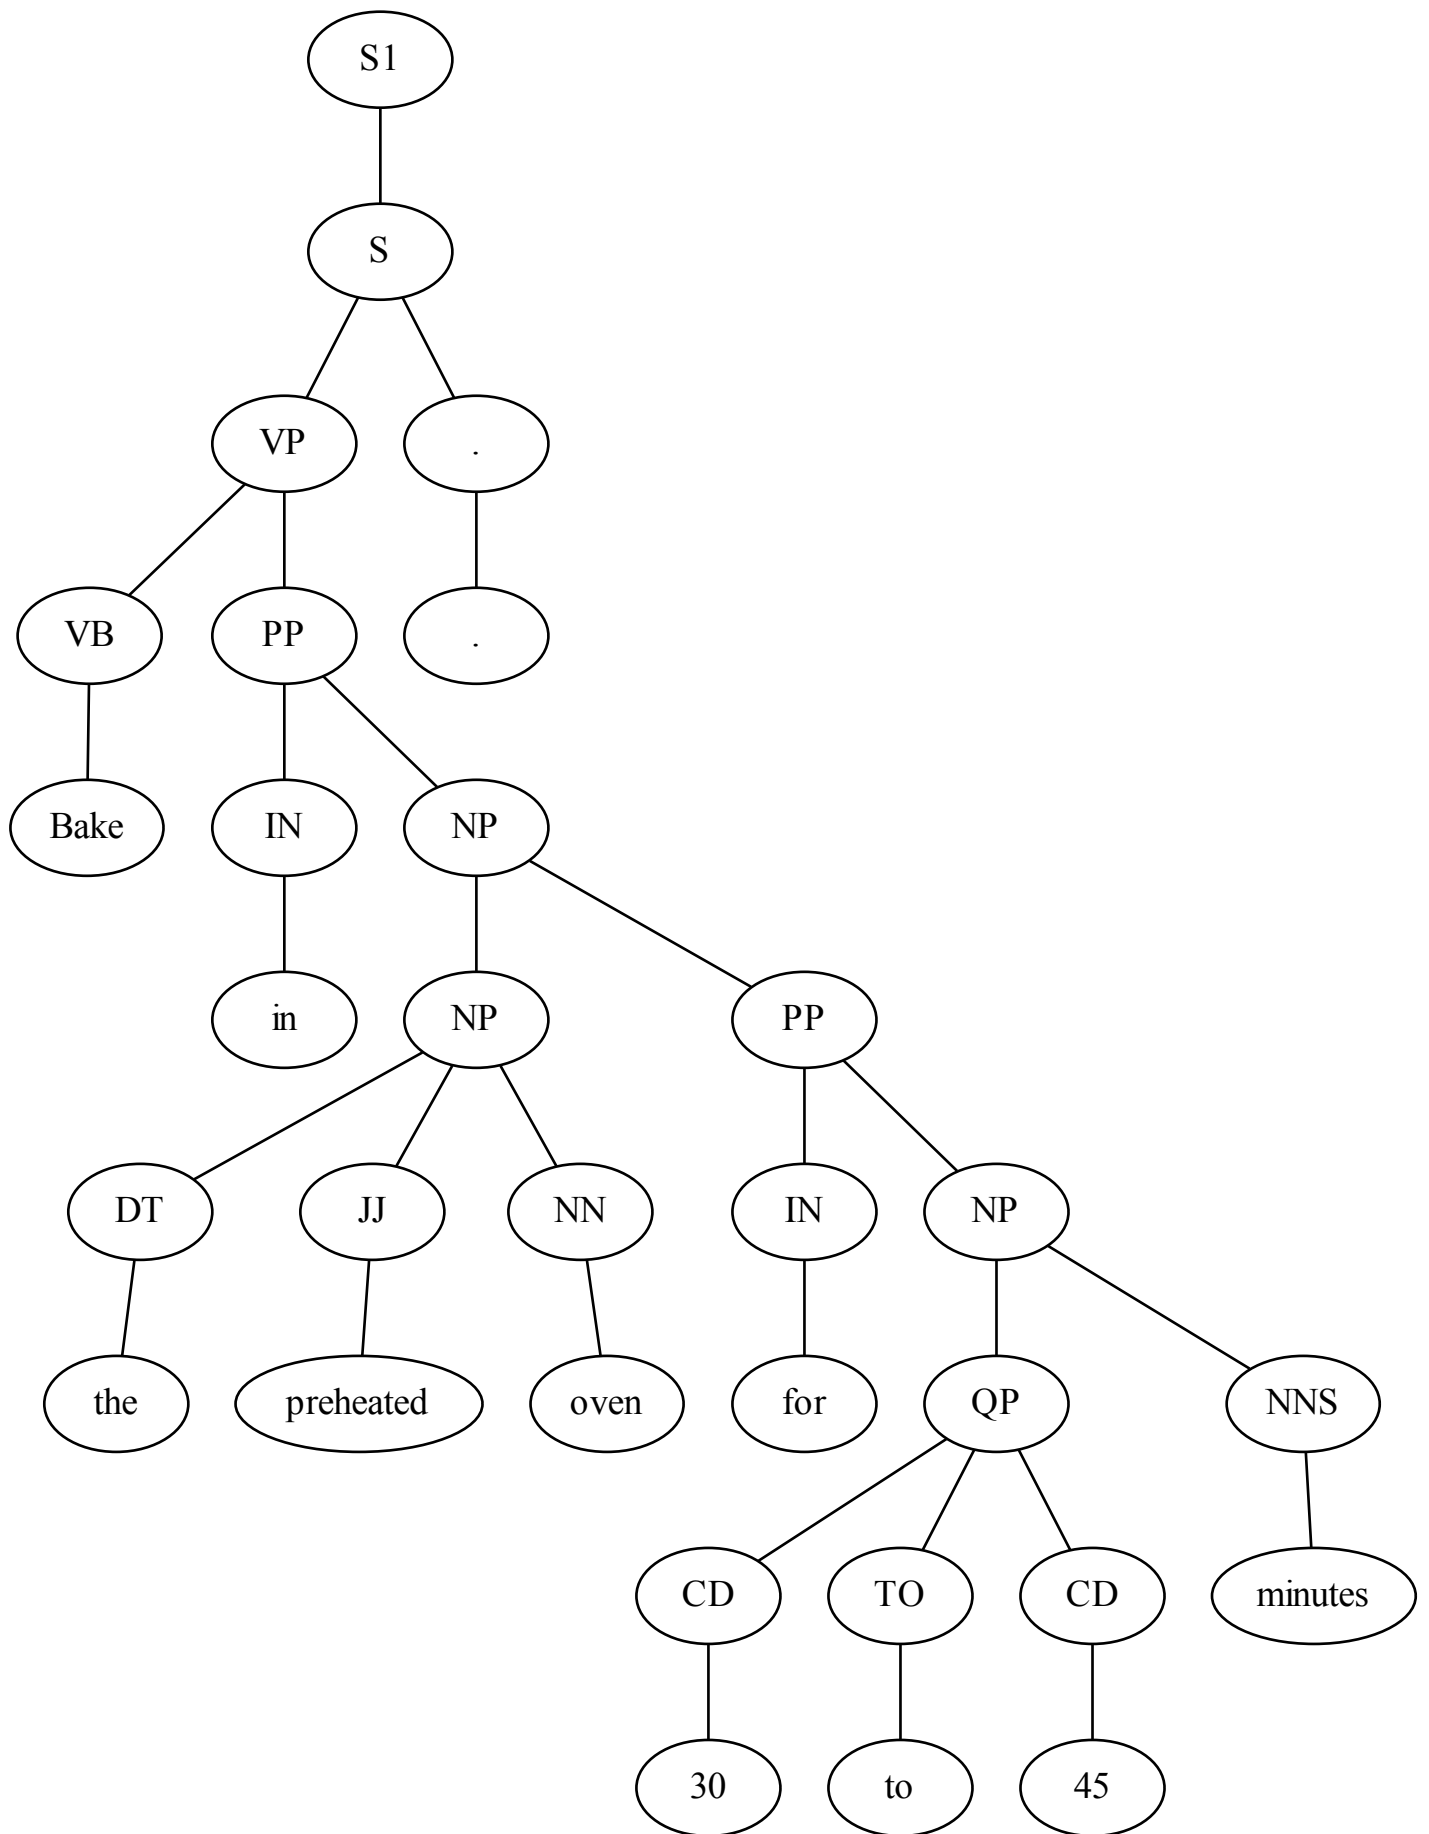 S1
S
VP .
VB PP .
Bake IN NP
in NP PP
DT JJ NN IN NP
the preheated oven for QP NNS
CD TO CD minutes
30 to 45